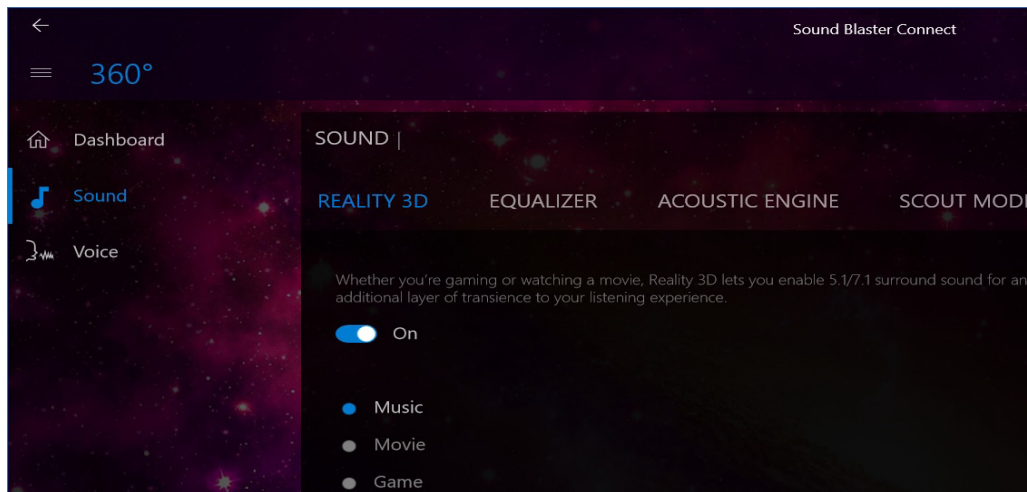 Sound Blaster Connect
360°
Dashboard
Sound
Voice
SOUND |
REALITY 3D EQUALIZER ACOUSTIC ENGINE SCOUT MODE
Whether you're gaming or watching a movie, Reality 3D lets you enable 5.1/7.1 surround sound for an
additional layer of transience to your listening experience.
On
Music
Movie
Game